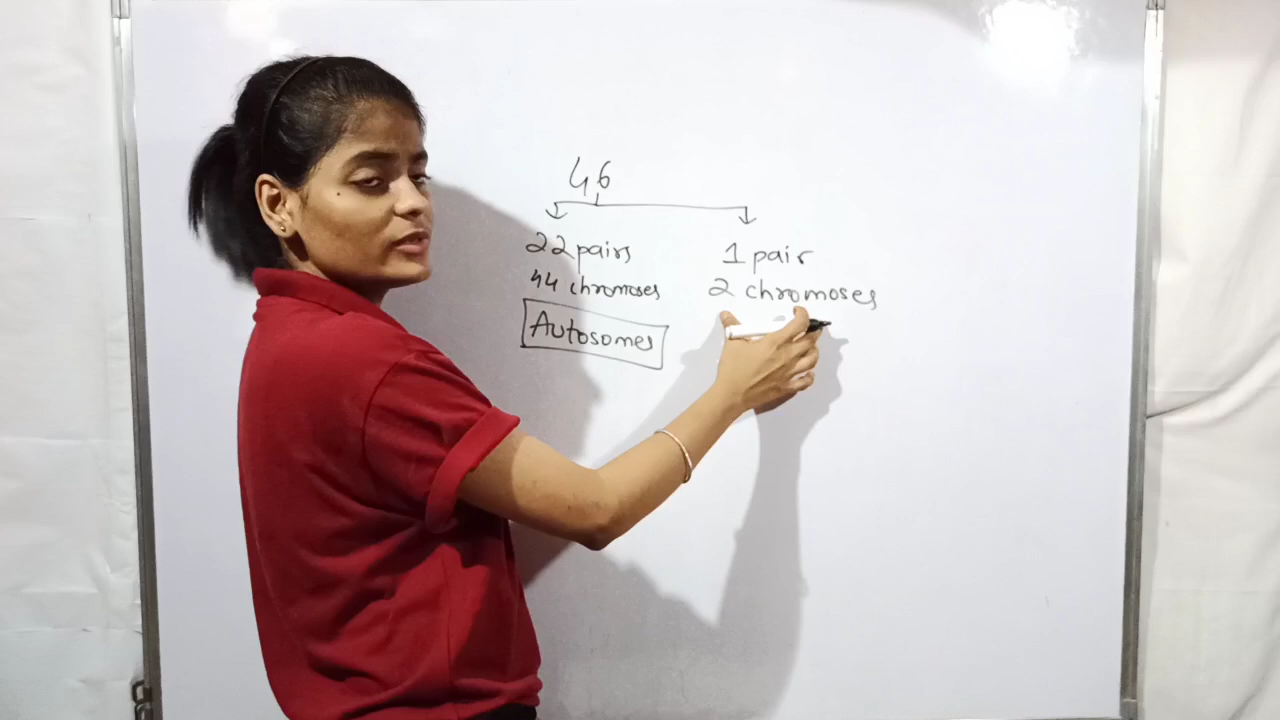 46
22 pairs
44 chromoses
Autosomes
1 pair
2 chromoses